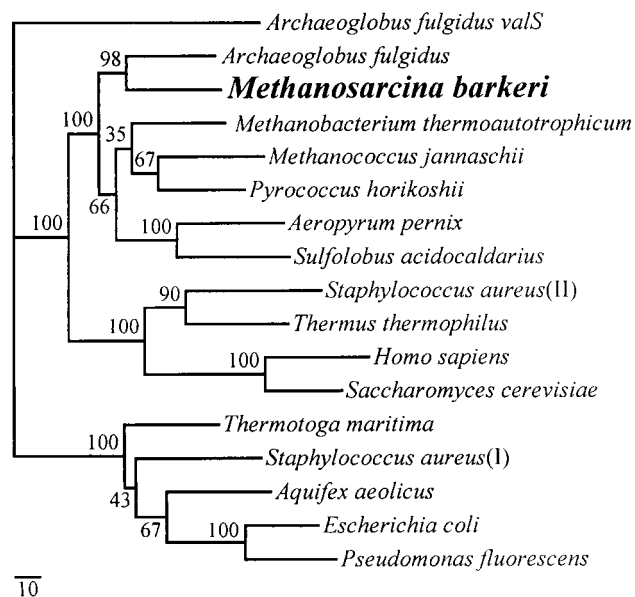 Archaeoglobus fulgidus valS
98 Archaeoglobus fulgidus
Methanosarcina barkeri
100
35 Methanobacterium thermoautotrophicum
67 Methanococcus jannaschii
Pyrococcus horikoshii
66
100 Aeropyrum pernix
100
Sulfolobus acidocaldarius
90 Staphylococcus aureus(II)
Thermus thermophilus
100
100 Homo sapiens
Saccharomyces cerevisiae
100 Thermotoga maritima
Staphylococcus aureus(I)
43
Aquifex aeolicus
67
100 Escherichia coli
Pseudomonas fluorescens
10